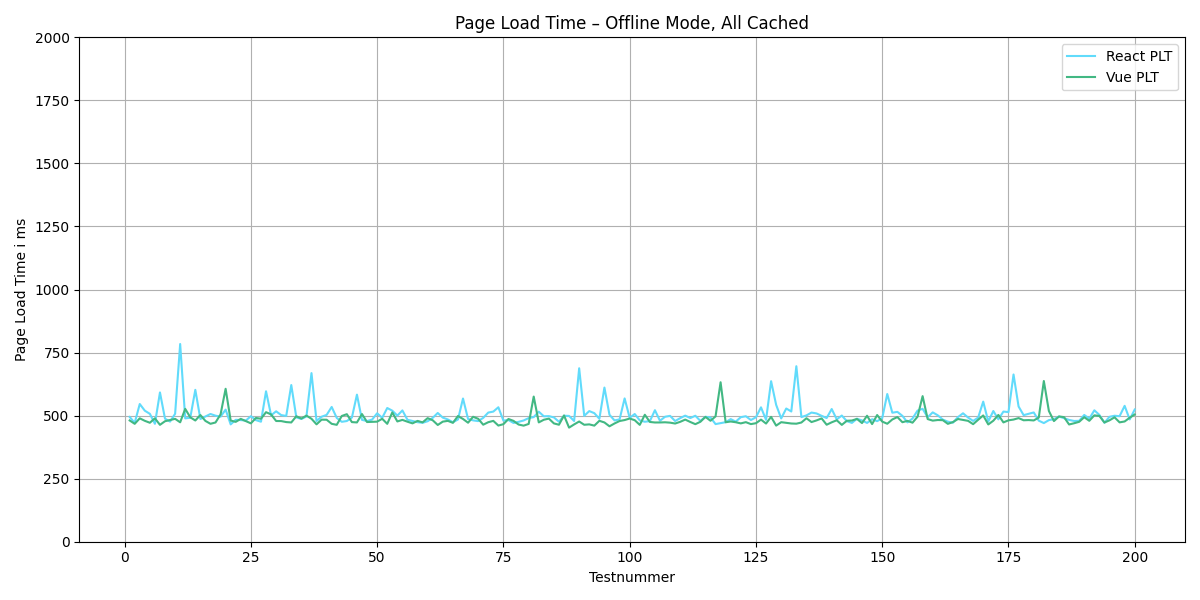 Page Load Time – Offline Mode, All Cached
React PLT
Vue PLT
Page Load Time i ms
2000
1750
1500
1250
1000
750
500
250
0
0 25 50 75 100 125 150 175 200
Testnummer